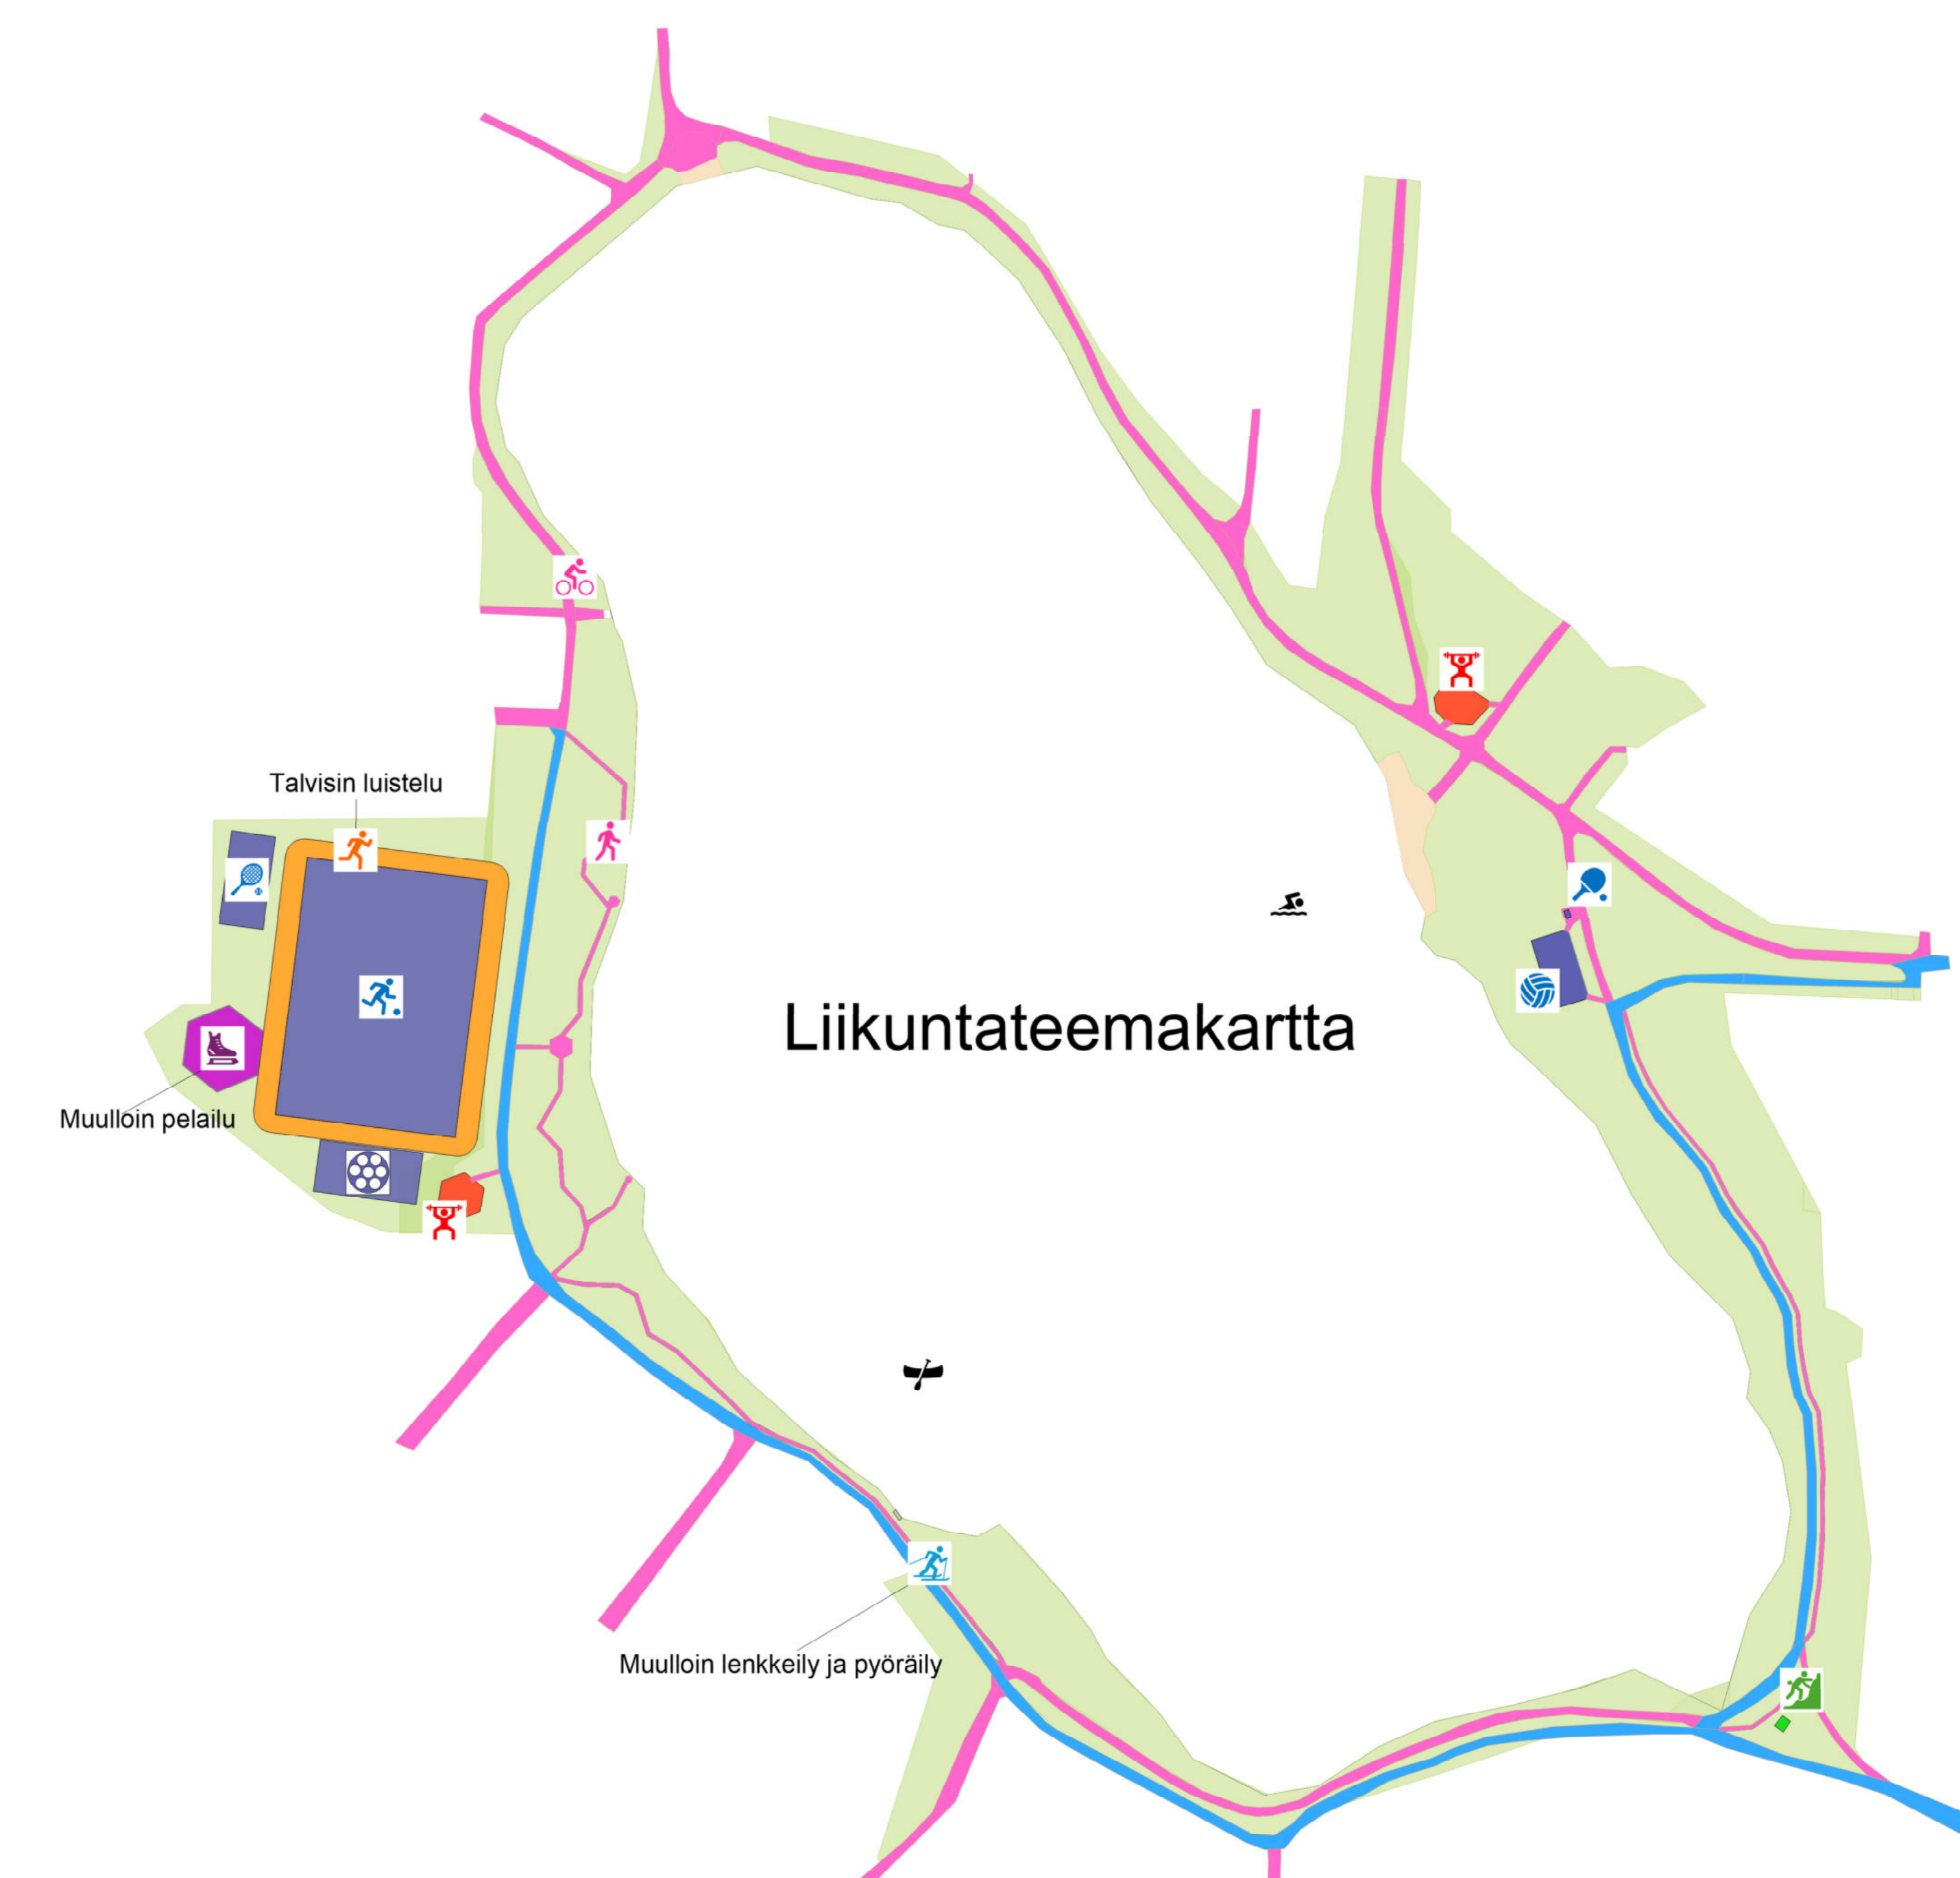 Talvisin luistelu
Liikuntateemakartta
Muulloin pelailu
Muulloin lenkkeily ja pyöräily